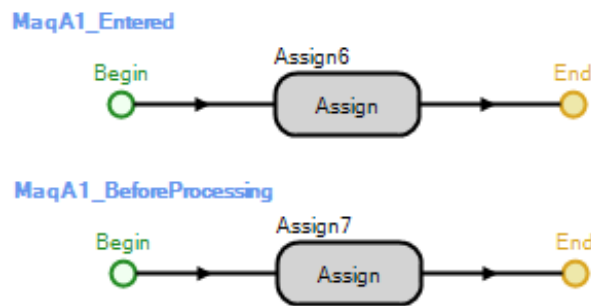 MaqA1_Entered
Assign6
Begin
End
Assign
MaqA1_BeforeProcessing
Assign7
Begin
End
Assign